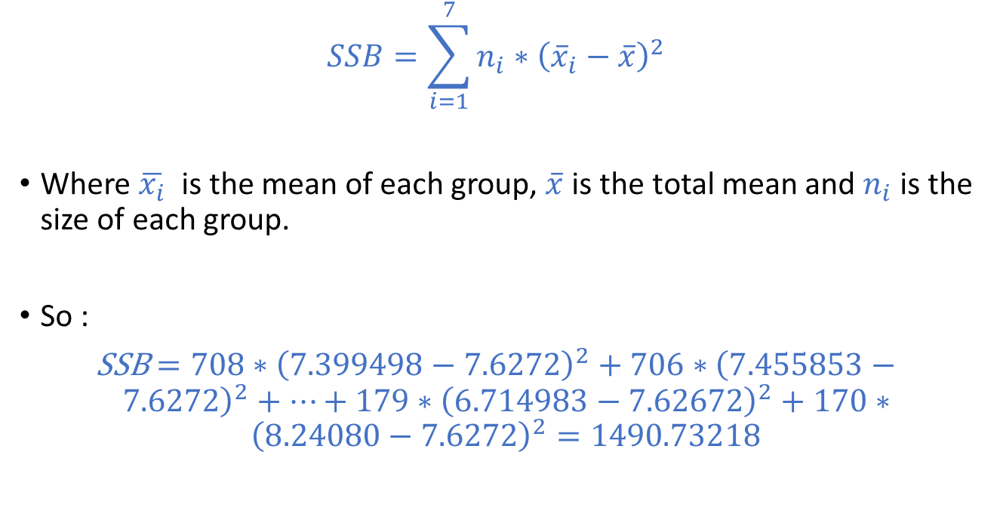 SSB = \sum_{i=1}^{7} n_i * (\bar{x}_i − \bar{x})^2
• Where \bar{x_i} is the mean of each group, \bar{x} is the total mean and n_i is the
size of each group.
• So :
SSB = 708 * (7.399498 − 7.6272)^2 + 706 * (7.455853 −
7.6272)^2 + ⋯ + 179 * (6.714983 − 7.62672)^2 + 170 *
(8.24080 − 7.6272)^2 = 1490.73218